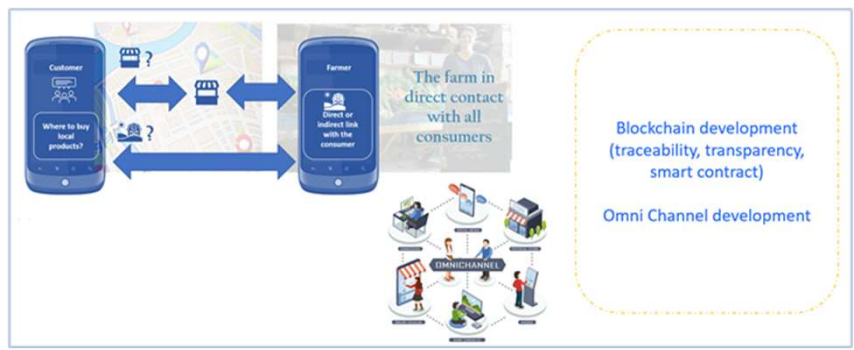 Customer
Where to buy
local
products?
?
?
Farmer
Direct or
indirect link
with the
consumer
The farm in
direct contact
with all
consumers
OMNICHANNEL
Blockchain development
(traceability, transparency,
smart contract)
Omni Channel development